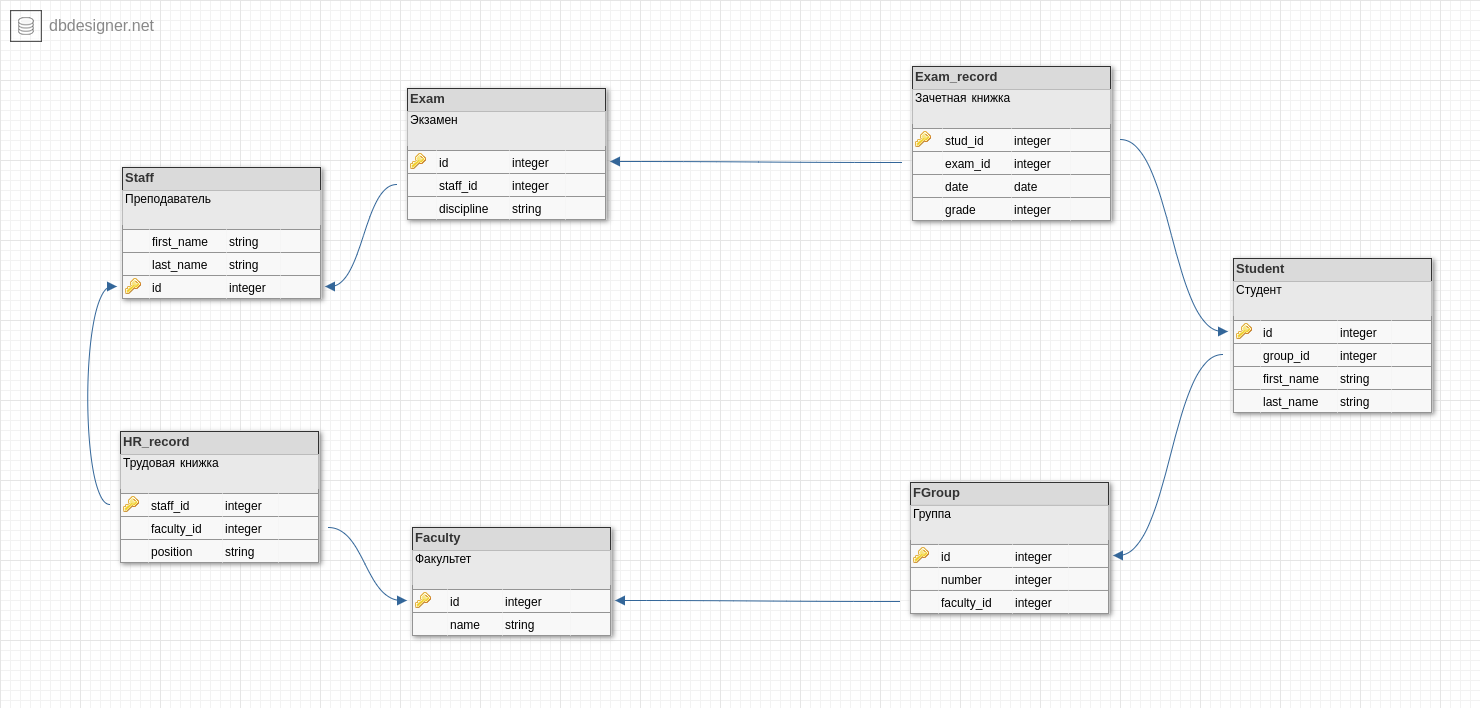 dbdesigner.net
Exam
Экзамен
id integer
staff_id integer
discipline string
Exam_record
Зачетная книжка
stud_id integer
exam_id integer
date date
grade integer
Staff
Преподаватель
first_name string
last_name string
id integer
Student
Студент
id integer
group_id integer
first_name string
last_name string
HR_record
Трудовая книжка
staff_id integer
faculty_id integer
position string
Faculty
Факультет
id integer
name string
FGroup
Группа
id integer
number integer
faculty_id integer